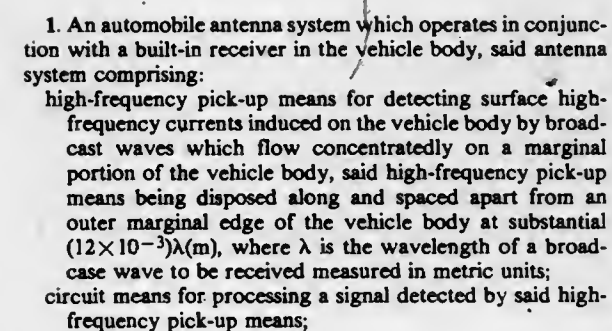 1. An automobile antenna system which operates in conjunc-
tion with a built-in receiver in the vehicle body, said antenna
system comprising:
high-frequency pick-up means for detecting surface high-
frequency currents induced on the vehicle body by broad-
cast waves which flow concentratedly on a marginal
portion of the vehicle body, said high-frequency pick-up
means being disposed along and spaced apart from an
outer marginal edge of the vehicle body at substantial
(12×10⁻³)λ(m), where λ is the wavelength of a broad-
case wave to be received measured in metric units;
circuit means for processing a signal detected by said high-
frequency pick-up means;